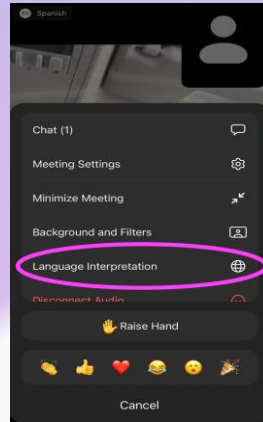 Spanish
Chat (1)
Meeting Settings
Minimize Meeting
Background and Filters
Language Interpretation
Disconnect Audio
Raise Hand
Cancel